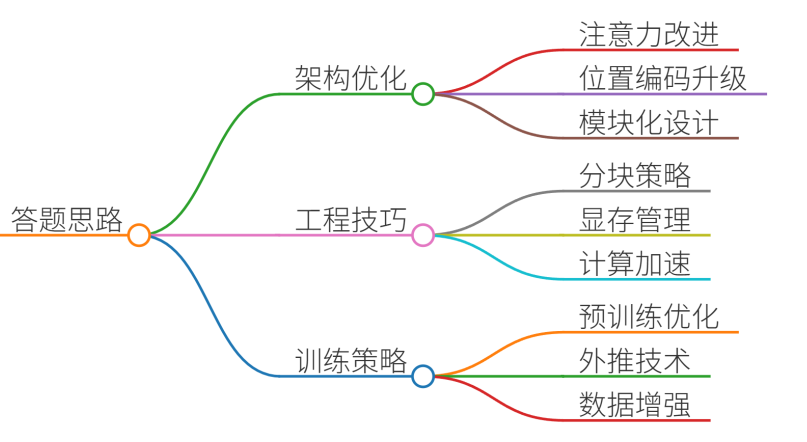 答题思路
架构优化
注意力改进
位置编码升级
模块化设计
工程技巧
分块策略
显存管理
计算加速
训练策略
预训练优化
外推技术
数据增强